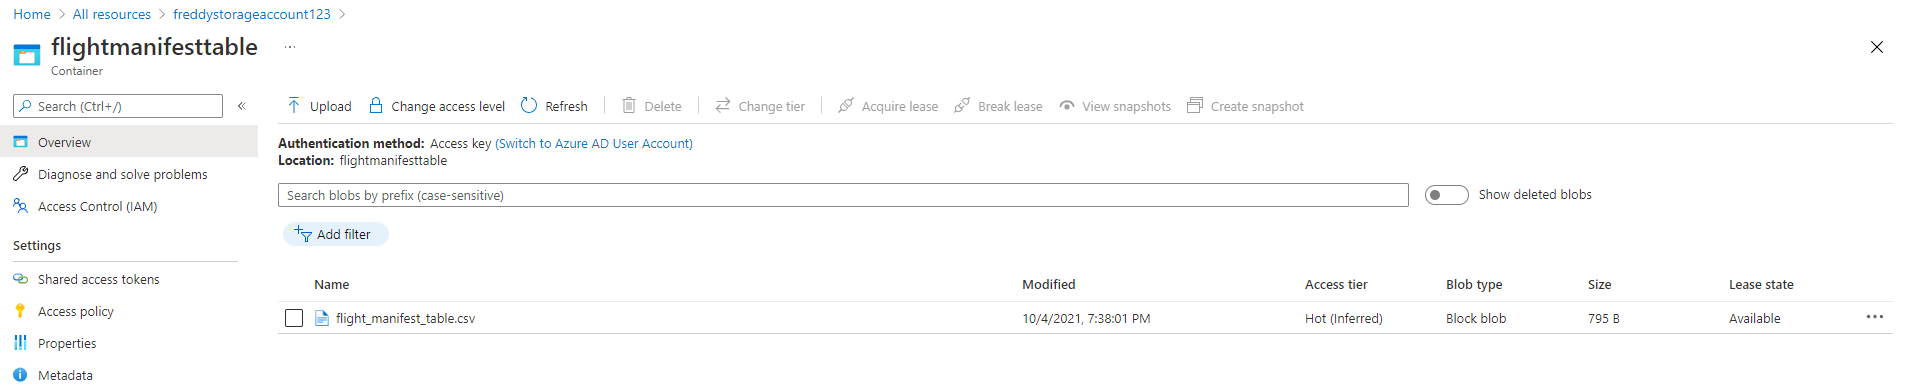 Home > All resources > freddystorageaccount123 >
flightmanifesttable ...
Container
Search (Ctrl+/) «
Overview
Diagnose and solve problems
Access Control (IAM)
Settings
Shared access tokens
Access policy
Properties
Metadata
Upload Change access level Refresh Delete Change tier Acquire lease Break lease View snapshots Create snapshot
Authentication method: Access key (Switch to Azure AD User Account)
Location: flightmanifesttable
Search blobs by prefix (case-sensitive) Show deleted blobs
Add filter
Name Modified Access tier Blob type Size Lease state
flight_manifest_table.csv 10/4/2021, 7:38:01 PM Hot (Inferred) Block blob 795 B Available ...